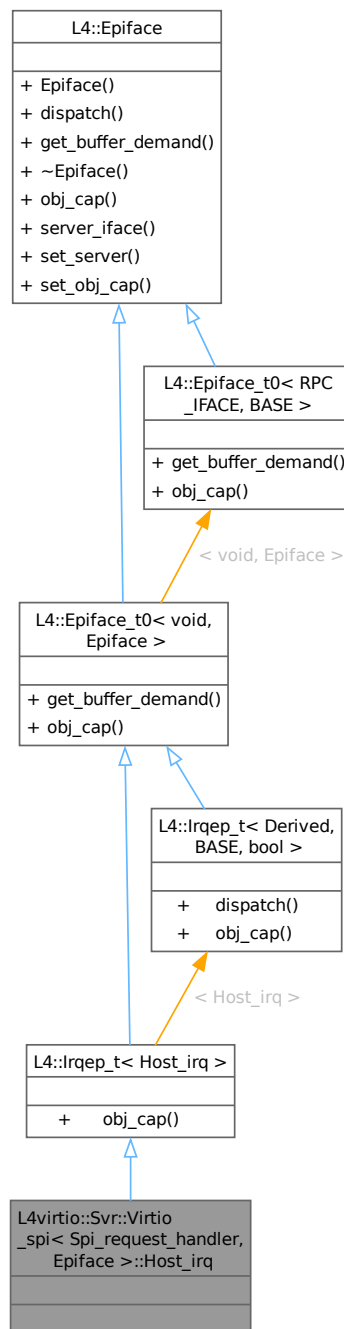 L4::Epiface
+ Epiface()
+ dispatch()
+ get_buffer_demand()
+ ~Epiface()
+ obj_cap()
+ server_iface()
+ set_server()
+ set_obj_cap()
L4::Epiface_t0< RPC
_IFACE, BASE >
+ get_buffer_demand()
+ obj_cap()
< void, Epiface >
L4::Epiface_t0< void,
Epiface >
+ get_buffer_demand()
+ obj_cap()
L4::Irqep_t< Derived,
BASE, bool >
+ dispatch()
+ obj_cap()
< Host_irq >
L4::Irqep_t< Host_irq >
+ obj_cap()
L4virtio::Svr::Virtio
_spi< Spi_request_handler,
Epiface >::Host_irq